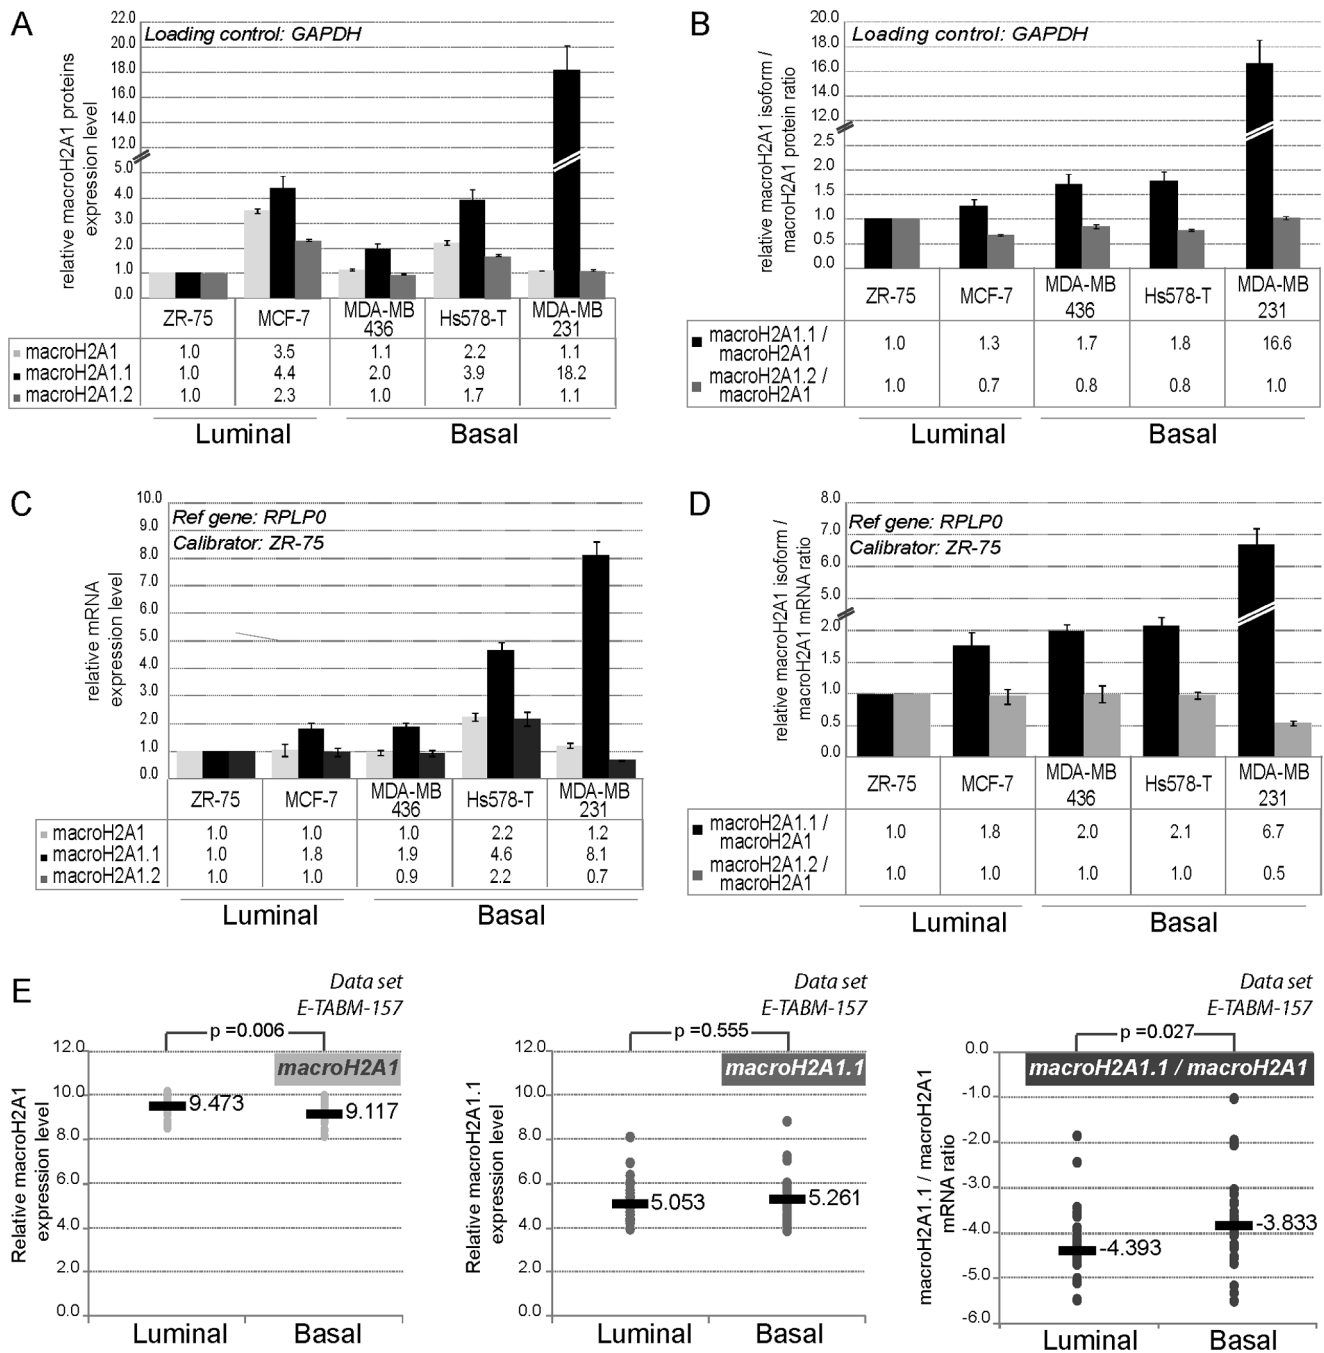 A
relative macroH2A1 proteins
expression level
22.0
20.0
18.0
16.0
14.0
12.0
5.0
4.0
3.0
2.0
1.0
0.0
Loading control: GAPDH
ZR-75 MCF-7 MDA-MB 436 Hs578-T MDA-MB 231
macroH2A1 1.0 3.5 1.1 2.2 1.1
macroH2A1.1 1.0 4.4 2.0 3.9 18.2
macroH2A1.2 1.0 2.3 1.0 1.7 1.1
Luminal Basal
B
relative macroH2A1 isoform /
macroH2A1 protein ratio
20.0
18.0
16.0
14.0
12.0
2.5
2.0
1.5
1.0
0.5
0.0
Loading control: GAPDH
ZR-75 MCF-7 MDA-MB 436 Hs578-T MDA-MB 231
macroH2A1.1 / macroH2A1 1.0 1.3 1.7 1.8 16.6
macroH2A1.2 / macroH2A1 1.0 0.7 0.8 0.8 1.0
Luminal Basal
C
relative mRNA
expression level
10.0
9.0
8.0
7.0
6.0
5.0
4.0
3.0
2.0
1.0
0.0
Ref gene: RPLP0
Calibrator: ZR-75
ZR-75 MCF-7 MDA-MB 436 Hs578-T MDA-MB 231
macroH2A1 1.0 1.0 1.0 2.2 1.2
macroH2A1.1 1.0 1.8 1.9 4.6 8.1
macroH2A1.2 1.0 1.0 0.9 2.2 0.7
Luminal Basal
D
relative macroH2A1 isoform /
macroH2A1 mRNA ratio
8.0
7.0
6.0
5.0
2.0
1.5
1.0
0.5
0.0
Ref gene: RPLP0
Calibrator: ZR-75
ZR-75 MCF-7 MDA-MB 436 Hs578-T MDA-MB 231
macroH2A1.1 / macroH2A1 1.0 1.8 2.0 2.1 6.7
macroH2A1.2 / macroH2A1 1.0 1.0 1.0 1.0 0.5
Luminal Basal
E
Data set
E-TABM-157
p =0.006
macroH2A1
Relative macroH2A1
expression level
12.0
10.0
8.0
6.0
4.0
2.0
0.0
9.473
9.117
Luminal Basal
Data set
E-TABM-157
p =0.555
macroH2A1.1
Relative macroH2A1.1
expression level
12.0
10.0
8.0
6.0
4.0
2.0
0.0
5.053
5.261
Luminal Basal
Data set
E-TABM-157
p =0.027
macroH2A1.1 / macroH2A1
macroH2A1.1 / macroH2A1
mRNA ratio
0.0
-1.0
-2.0
-3.0
-4.0
-5.0
-6.0
-4.393
-3.833
Luminal Basal